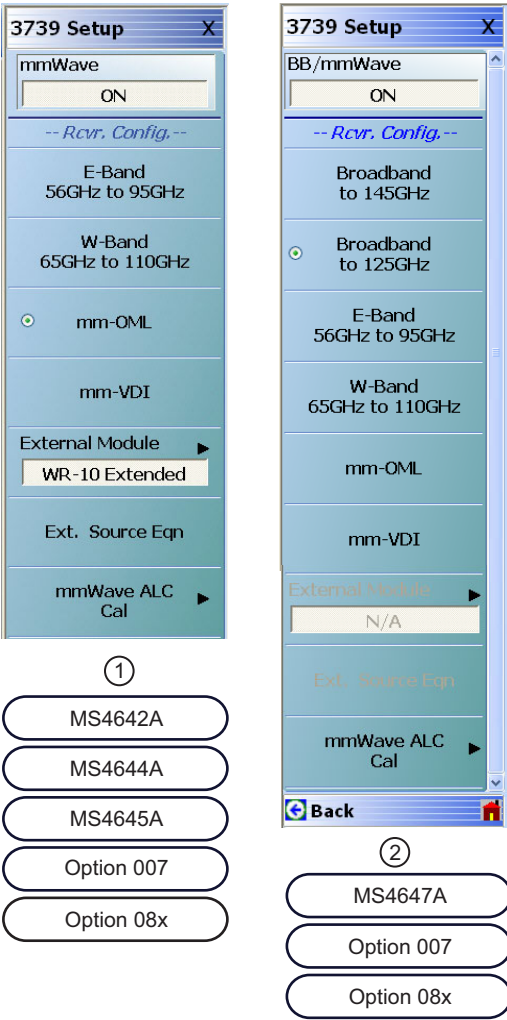 3739 Setup X
mmWave
ON
-- Rcvr. Config.--
E-Band
56GHz to 95GHz
W-Band
65GHz to 110GHz
mm-OML
mm-VDI
External Module
WR-10 Extended
Ext. Source Eqn
mmWave ALC
Cal
1
MS4642A
MS4644A
MS4645A
Option 007
Option 08x
3739 Setup X
BB/mmWave
ON
-- Rcvr. Config.--
Broadband
to 145GHz
Broadband
to 125GHz
E-Band
56GHz to 95GHz
W-Band
65GHz to 110GHz
mm-OML
mm-VDI
External Module
N/A
Ext. Source Eqn
mmWave ALC
Cal
Back
2
MS4647A
Option 007
Option 08x